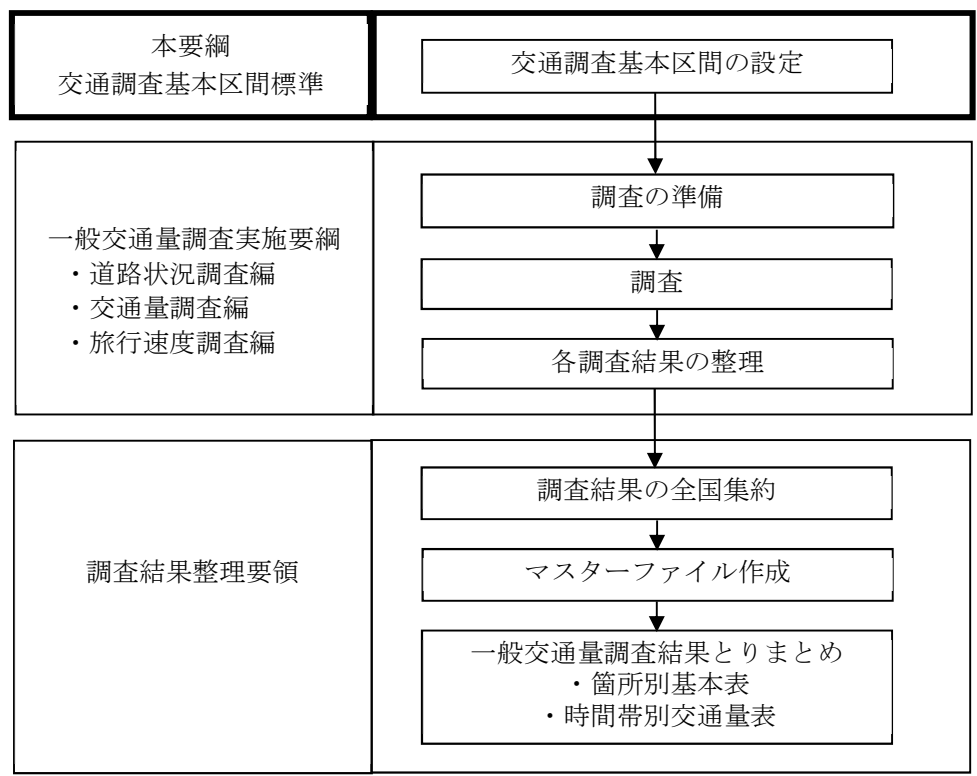 本要綱
交通調査基本区間標準
交通調査基本区間の設定
一般交通量調査実施要綱
・道路状況調査編
・交通量調査編
・旅行速度調査編
調査の準備
調査
各調査結果の整理
調査結果整理要領
調査結果の全国集約
マスターファイル作成
一般交通量調査結果とりまとめ
・箇所別基本表
・時間帯別交通量表